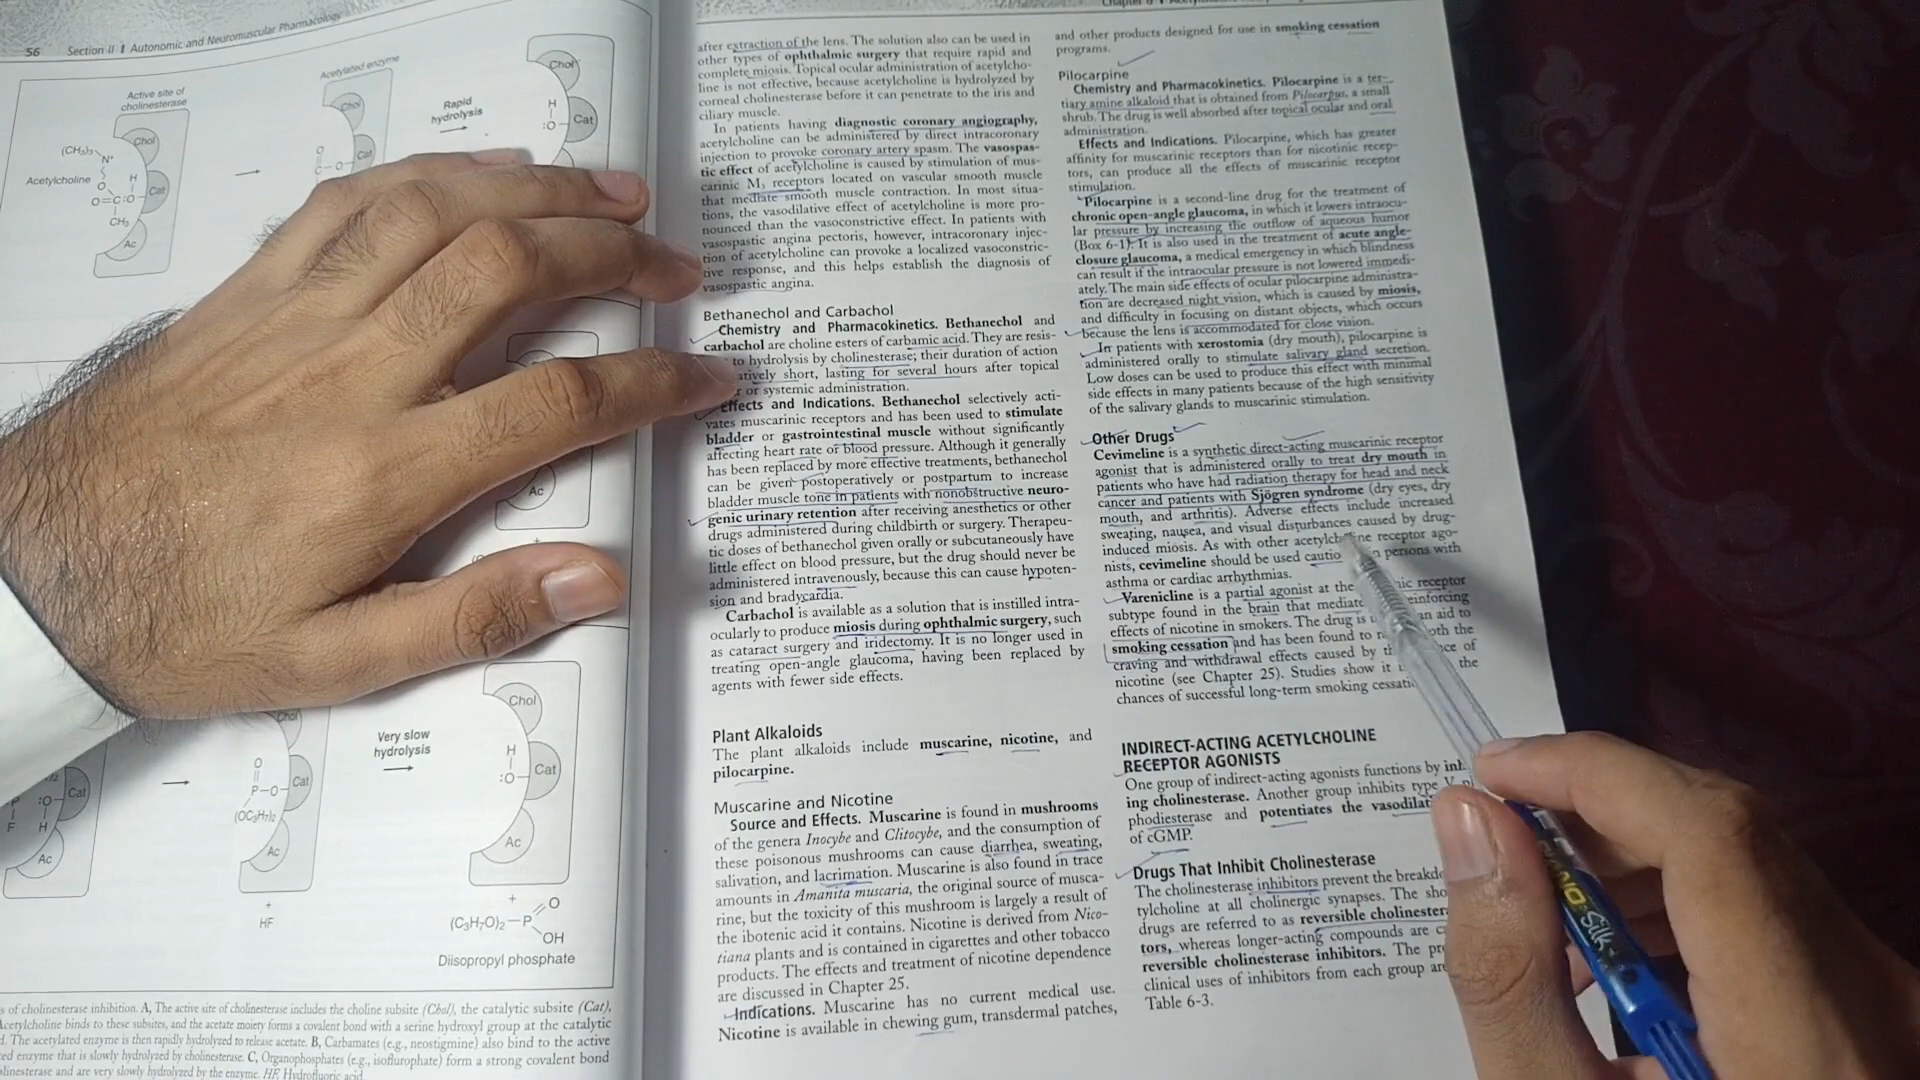 56 Section II Autonomic and Neuromuscular Pharmacology
Active site of
cholinesterase
Chol
(CH3)3
N+
Acetylcholine
O
H
Cat
O=C :O
CH3
Ac
Acetylated enzyme
Chol
O
C-O
Cat
Rapid
hydrolysis
Chol
H
:O
Cat
Ac
Chol
Cat
:O
P
F
H
Ac
+
HF
O
P-O
Cat
(OC3H7)2
Ac
Very slow
hydrolysis
Chol
H
:O
Cat
Ac
+
(C3H7O)2—P
O
OH
Diisopropyl phosphate
s of cholinesterase inhibition. A, The active site of cholinesterase includes the choline subsite (Chol), the catalytic subsite (Cat),
Acetylcholine binds to these subsites, and the acetate moiety forms a covalent bond with a serine hydroxyl group at the catalytic
d. The acetylated enzyme is then rapidly hydrolyzed to release acetate. B, Carbamates (e.g., neostigmine) also bind to the active
ed enzyme that is slowly hydrolyzed by cholinesterase. C, Organophosphates (e.g., isoflurophate) form a strong covalent bond
linesterase and are very slowly hydrolyzed by the enzyme. HF, Hydrofluoric acid.
after extraction of the lens. The solution also can be used in
other types of ophthalmic surgery that require rapid and
complete miosis. Topical ocular administration of acetylcho-
line is not effective, because acetylcholine is hydrolyzed by
corneal cholinesterase before it can penetrate to the iris and
ciliary muscle.
In patients having diagnostic coronary angiography,
acetylcholine can be administered by direct intracoronary
injection to provoke coronary artery spasm. The vasospas-
tic effect of acetylcholine is caused by stimulation of mus-
carinic M3 receptors located on vascular smooth muscle
that mediate smooth muscle contraction. In most situa-
tions, the vasodilative effect of acetylcholine is more pro-
nounced than the vasoconstrictive effect. In patients with
vasospastic angina pectoris, however, intracoronary injec-
tion of acetylcholine can provoke a localized vasoconstric-
tive response, and this helps establish the diagnosis of
vasospastic angina.
Bethanechol and Carbachol
Chemistry and Pharmacokinetics. Bethanechol and
carbachol are choline esters of carbamic acid. They are resis-
to hydrolysis by cholinesterase; their duration of action
atively short, lasting for several hours after topical
r or systemic administration.
Effects and Indications. Bethanechol selectively acti-
vates muscarinic receptors and has been used to stimulate
bladder or gastrointestinal muscle without significantly
affecting heart rate or blood pressure. Although it generally
has been replaced by more effective treatments, bethanechol
can be given postoperatively or postpartum to increase
bladder muscle tone in patients with nonobstructive neuro-
genic urinary retention after receiving anesthetics or other
drugs administered during childbirth or surgery. Therapeu-
tic doses of bethanechol given orally or subcutaneously have
little effect on blood pressure, but the drug should never be
administered intravenously, because this can cause hypoten-
sion and bradycardia.
Carbachol is available as a solution that is instilled intra-
ocularly to produce miosis during ophthalmic surgery, such
as cataract surgery and iridectomy. It is no longer used in
treating open-angle glaucoma, having been replaced by
agents with fewer side effects.
Plant Alkaloids
The plant alkaloids include muscarine, nicotine, and
pilocarpine.
Muscarine and Nicotine
Source and Effects. Muscarine is found in mushrooms
of the genera Inocybe and Clitocybe, and the consumption of
these poisonous mushrooms can cause diarrhea, sweating,
salivation, and lacrimation. Muscarine is also found in trace
amounts in Amanita muscaria, the original source of musca-
rine, but the toxicity of this mushroom is largely a result of
the ibotenic acid it contains. Nicotine is derived from Nico-
tiana plants and is contained in cigarettes and other tobacco
products. The effects and treatment of nicotine dependence
are discussed in Chapter 25.
Indications. Muscarine has no current medical use.
Nicotine is available in chewing gum, transdermal patches,
and other products designed for use in smoking cessation
programs.
Pilocarpine
Chemistry and Pharmacokinetics. Pilocarpine is a ter-
tiary amine alkaloid that is obtained from Pilocarpus, a small
shrub. The drug is well absorbed after topical ocular and oral
administration.
Effects and Indications. Pilocarpine, which has greater
affinity for muscarinic receptors than for nicotinic recep-
tors, can produce all the effects of muscarinic receptor
stimulation.
Pilocarpine is a second-line drug for the treatment of
chronic open-angle glaucoma, in which it lowers intraocu-
lar pressure by increasing the outflow of aqueous humor
(Box 6-1). It is also used in the treatment of acute angle-
closure glaucoma, a medical emergency in which blindness
can result if the intraocular pressure is not lowered immedi-
ately. The main side effects of ocular pilocarpine administra-
tion are decreased night vision, which is caused by miosis,
and difficulty in focusing on distant objects, which occurs
because the lens is accommodated for close vision.
In patients with xerostomia (dry mouth), pilocarpine is
administered orally to stimulate salivary gland secretion.
Low doses can be used to produce this effect with minimal
side effects in many patients because of the high sensitivity
of the salivary glands to muscarinic stimulation.
Other Drugs
Cevimeline is a synthetic direct-acting muscarinic receptor
agonist that is administered orally to treat dry mouth in
patients who have had radiation therapy for head and neck
cancer and patients with Sjögren syndrome (dry eyes, dry
mouth, and arthritis). Adverse effects include increased
sweating, nausea, and visual disturbances caused by drug-
induced miosis. As with other acetylcholine receptor ago-
nists, cevimeline should be used cautio persons with
asthma or cardiac arrhythmias.
Varenicline is a partial agonist at the nic receptor
subtype found in the brain that mediate einforcing
effects of nicotine in smokers. The drug is an aid to
smoking cessation and has been found to oth the
craving and withdrawal effects caused by th ce of
nicotine (see Chapter 25). Studies show it the
chances of successful long-term smoking cessati
INDIRECT-ACTING ACETYLCHOLINE
RECEPTOR AGONISTS
One group of indirect-acting agonists functions by inh
ing cholinesterase. Another group inhibits type V
phodiesterase and potentiates the vasodilat
of cGMP.
Drugs That Inhibit Cholinesterase
The cholinesterase inhibitors prevent the breakdo
tylcholine at all cholinergic synapses. The sho
drugs are referred to as reversible cholinester
tors, whereas longer-acting compounds are c
reversible cholinesterase inhibitors. The pr
clinical uses of inhibitors from each group are
Table 6-3.
Silk